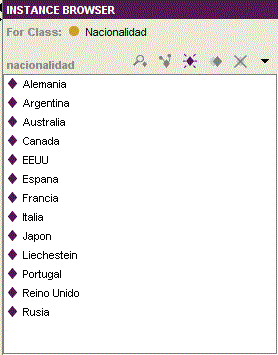 INSTANCE BROWSER
For Class: Nacionalidad
nacionalidad
Alemania
Argentina
Australia
Canada
EEUU
Espana
Francia
Italia
Japon
Liechestein
Portugal
Reino Unido
Rusia